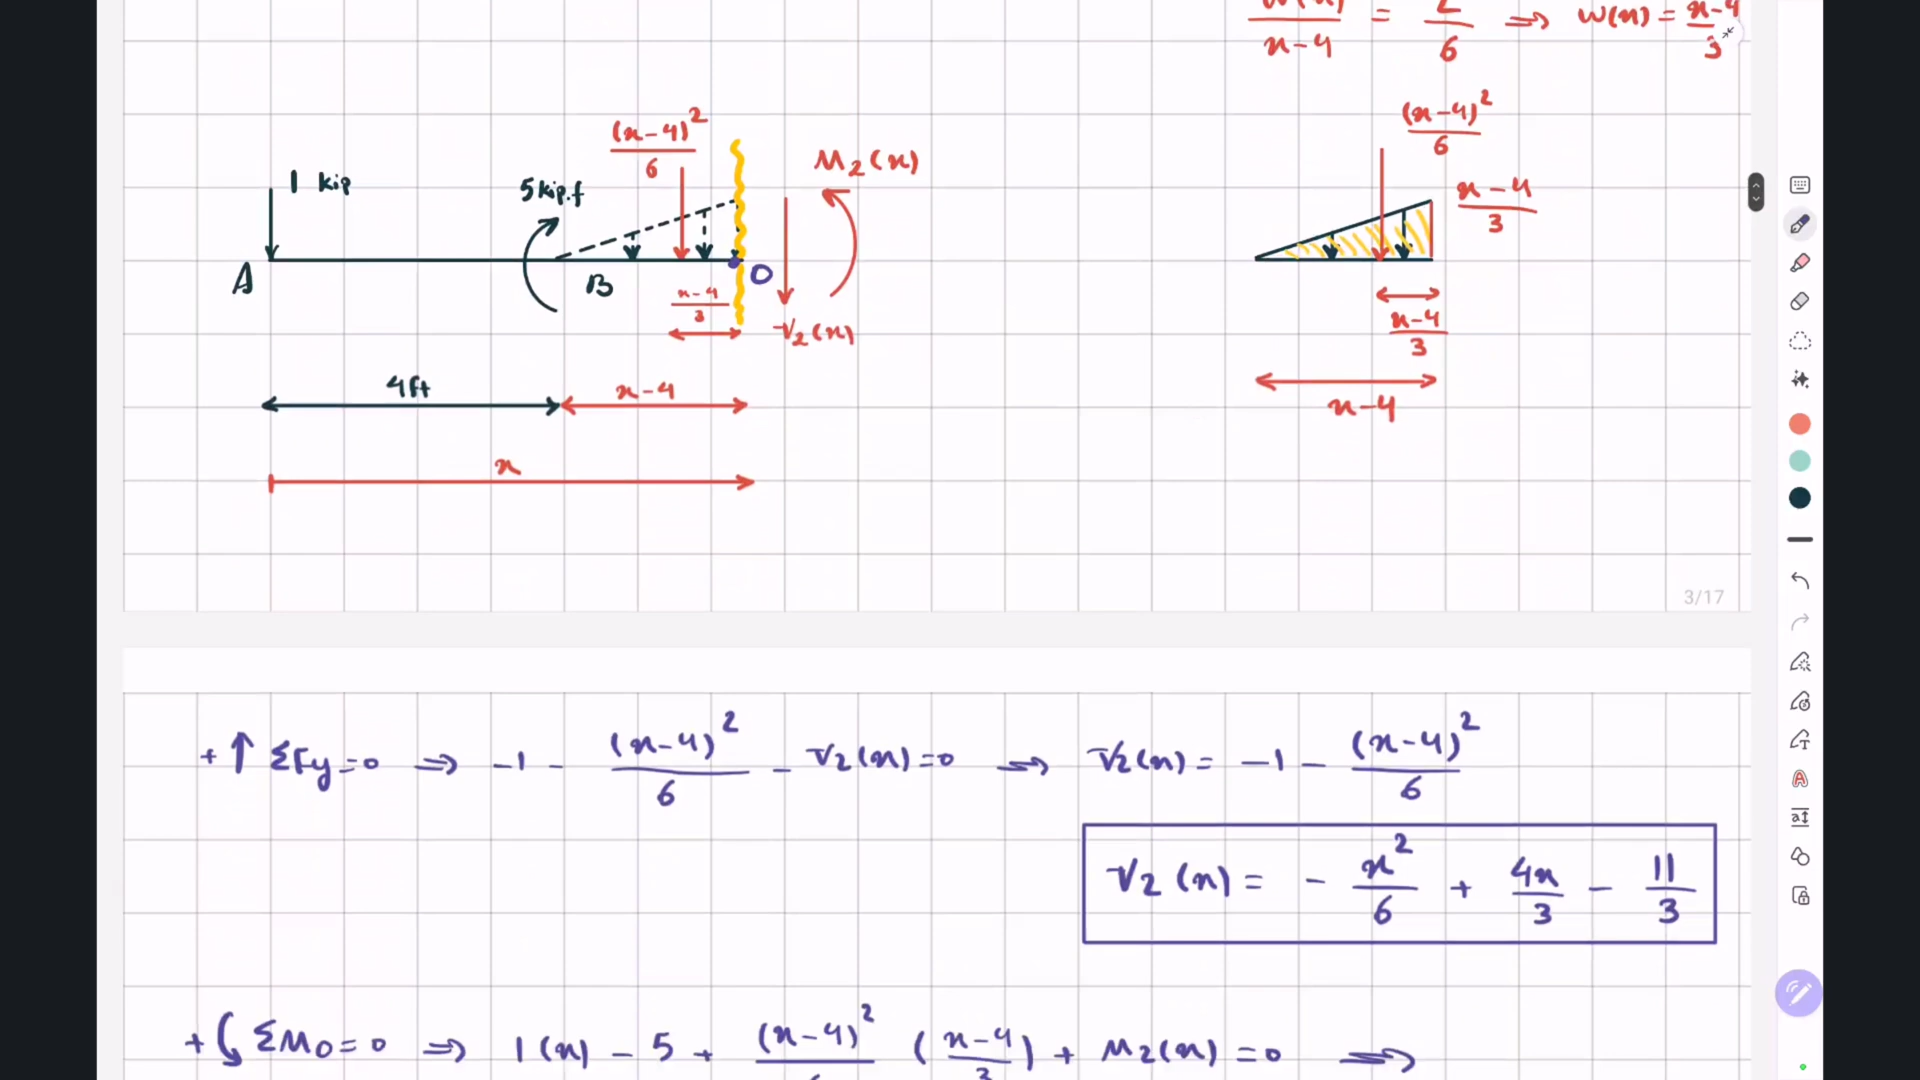 w(x)/(x-4) = 2/6 ⇒ w(x) = (x-4)/3
(x-4)²/6
(x-4)²/6
M₂(x)
1 kip
5 kip.f
(x-4)/3
A
B
O
(x-4)/3
V₂(x)
(x-4)/3
4ft
x-4
x-4
x
3/17
+↑ ΣFy=0 ⇒ -1 - (x-4)²/6 - V₂(x)=0 ⇒ V₂(x) = -1 - (x-4)²/6
V₂(x) = - x²/6 + 4x/3 - 11/3
+ ΣMo=0 ⇒ 1(x) - 5 + (x-4)²/6 ((x-4)/3) + M₂(x) =0 ⇒